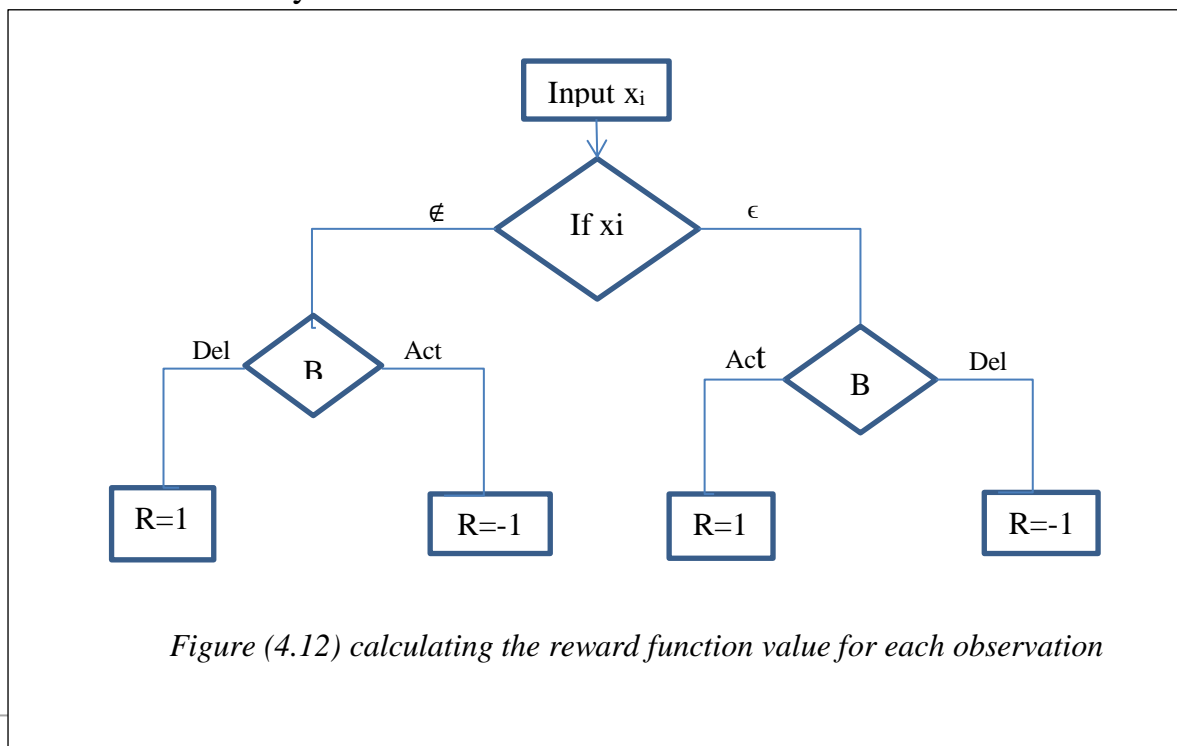 Input xᵢ
If xi
∉
ϵ
Del
B
Act
Act
B
Del
R=1
R=-1
R=1
R=-1
Figure (4.12) calculating the reward function value for each observation